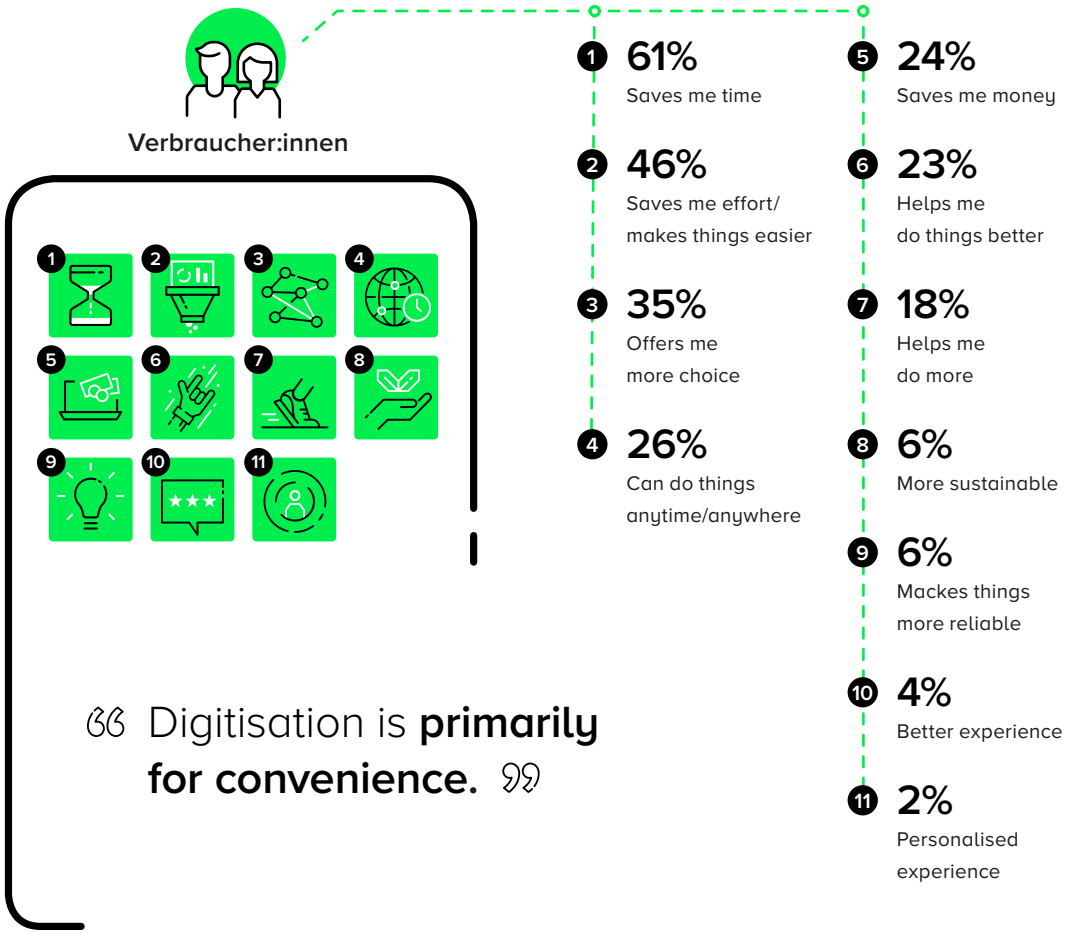 Verbraucher:innen
1
2
3
4
5
6
7
8
9
10
11
1
61%
Saves me time
2
46%
Saves me effort/
makes things easier
3
35%
Offers me
more choice
4
26%
Can do things
anytime/anywhere
5
24%
Saves me money
6
23%
Helps me
do things better
7
18%
Helps me
do more
8
6%
More sustainable
9
6%
Mackes things
more reliable
10
4%
Better experience
11
2%
Personalised
experience
“ Digitisation is primarily
for convenience. ”